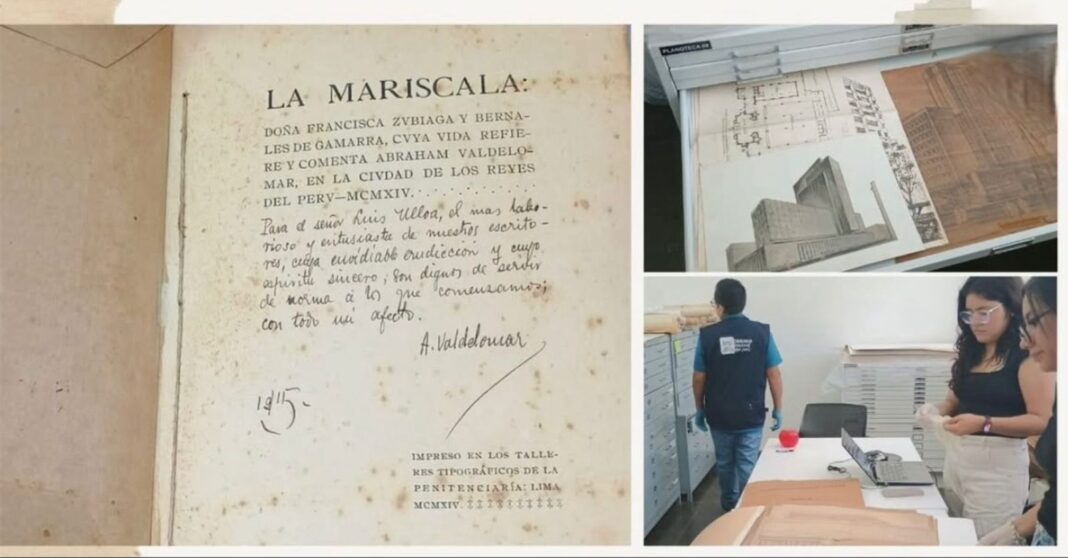 LA MARISCALA:
DOÑA FRANCISCA ZVBIAGA Y BERNA-
LES DE GAMARRA, CVYA VIDA REFIE-
RE Y COMENTA ABRAHAM VALDELO-
MAR, EN LA CIVDAD DE LOS REYES
DEL PERV—MCMXIV. . . . . . . . . . . .
Para el señor Luis Ulloa, el mas labo-
rioso y entusiasta de nuestros escrito-
res, cuya envidiable erudicción y cuyo
espíritu sincero, son dignos de servir
de norma á los que comenzamos;
con todo mi afecto.
A. Valdelomar
1915-
IMPRESO EN LOS TALLE-
RES TIPOGRÁFICOS DE LA
PENITENCIARÍA: LIMA
MCMXIV.
PLANOTECA 03